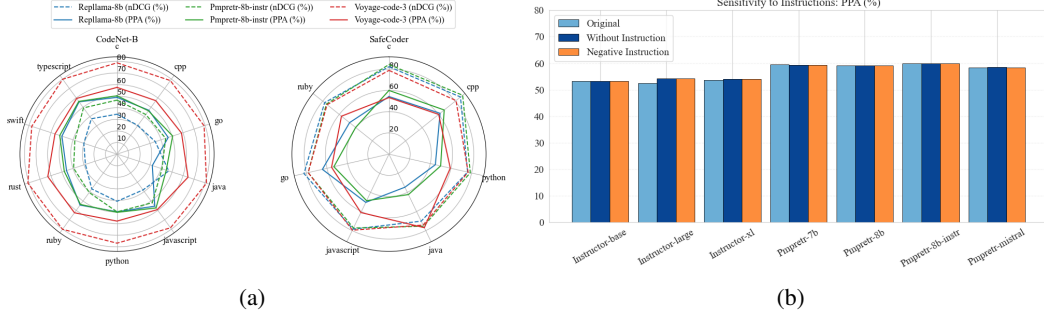 Repllama-8b (nDCG (%)) Pmpretr-8b-instr (nDCG (%)) Voyage-code-3 (nDCG (%))
Repllama-8b (PPA (%)) Pmpretr-8b-instr (PPA (%)) Voyage-code-3 (PPA (%))
CodeNet-B
c
cpp
go
java
javascript
python
ruby
rust
swift
typescript
80
70
60
50
40
30
20
10
SafeCoder
c
cpp
python
java
javascript
go
ruby
80
60
40
20
(a)
Sensitivity to Instructions: PPA (%)
Original
Without Instruction
Negative Instruction
80
70
60
50
40
30
20
10
0
Instructor-base
Instructor-large
Instructor-xl
Pmpretr-7b
Pmpretr-8b
Pmpretr-8b-instr
Pmpretr-mistral
(b)